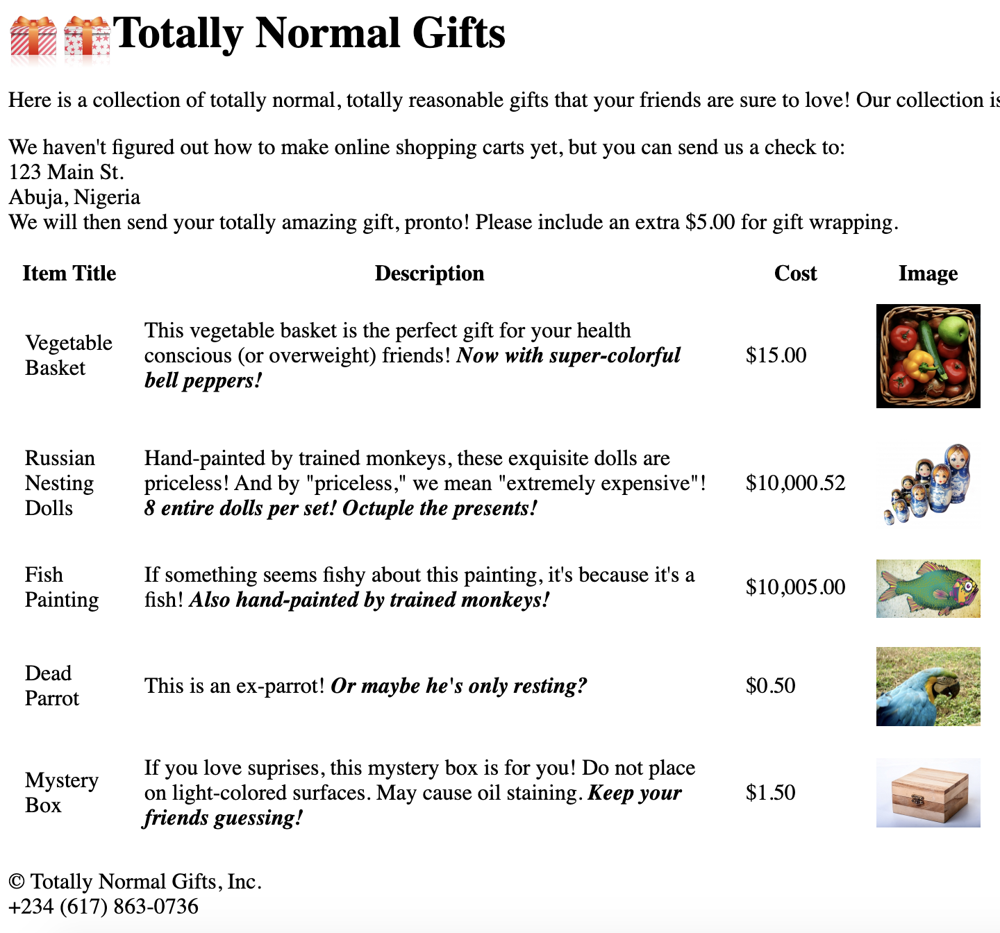 Totally Normal Gifts
Here is a collection of totally normal, totally reasonable gifts that your friends are sure to love! Our collection is
We haven't figured out how to make online shopping carts yet, but you can send us a check to:
123 Main St.
Abuja, Nigeria
We will then send your totally amazing gift, pronto! Please include an extra $5.00 for gift wrapping.
Item Title Description Cost Image
Vegetable
Basket
This vegetable basket is the perfect gift for your health
conscious (or overweight) friends! Now with super-colorful
bell peppers!
$15.00
Russian
Nesting
Dolls
Hand-painted by trained monkeys, these exquisite dolls are
priceless! And by "priceless," we mean "extremely expensive"!
8 entire dolls per set! Octuple the presents!
$10,000.52
Fish
Painting
If something seems fishy about this painting, it's because it's a
fish! Also hand-painted by trained monkeys!
$10,005.00
Dead
Parrot
This is an ex-parrot! Or maybe he's only resting?
$0.50
Mystery
Box
If you love suprises, this mystery box is for you! Do not place
on light-colored surfaces. May cause oil staining. Keep your
friends guessing!
$1.50
© Totally Normal Gifts, Inc.
+234 (617) 863-0736